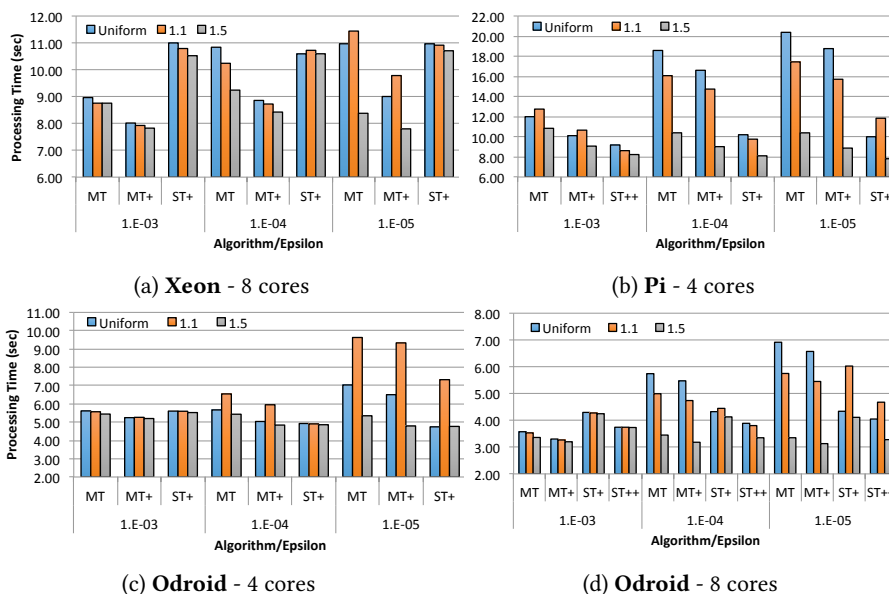 12.00
11.00
10.00
9.00
8.00
7.00
6.00
Processing Time (sec)
Uniform 1.1 1.5
MT MT+ ST+ MT MT+ ST+ MT MT+ ST+
1.E-03 1.E-04 1.E-05
Algorithm/Epsilon
(a) Xeon - 8 cores
22.00
20.00
18.00
16.00
14.00
12.00
10.00
8.00
6.00
Uniform 1.1 1.5
MT MT+ ST++ MT MT+ ST+ MT MT+ ST+
1.E-03 1.E-04 1.E-05
Algorithm/Epsilon
(b) Pi - 4 cores
11.00
10.00
9.00
8.00
7.00
6.00
5.00
4.00
3.00
2.00
Processing Time (sec)
Uniform 1.1 1.5
MT MT+ ST+ MT MT+ ST+ MT MT+ ST+
1.E-03 1.E-04 1.E-05
Algorithm/Epsilon
(c) Odroid - 4 cores
8.00
7.00
6.00
5.00
4.00
3.00
2.00
Uniform 1.1 1.5
MT MT+ ST+ ST++ MT MT+ ST+ ST++ MT MT+ ST+ ST++
1.E-03 1.E-04 1.E-05
Algorithm/Epsilon
(d) Odroid - 8 cores